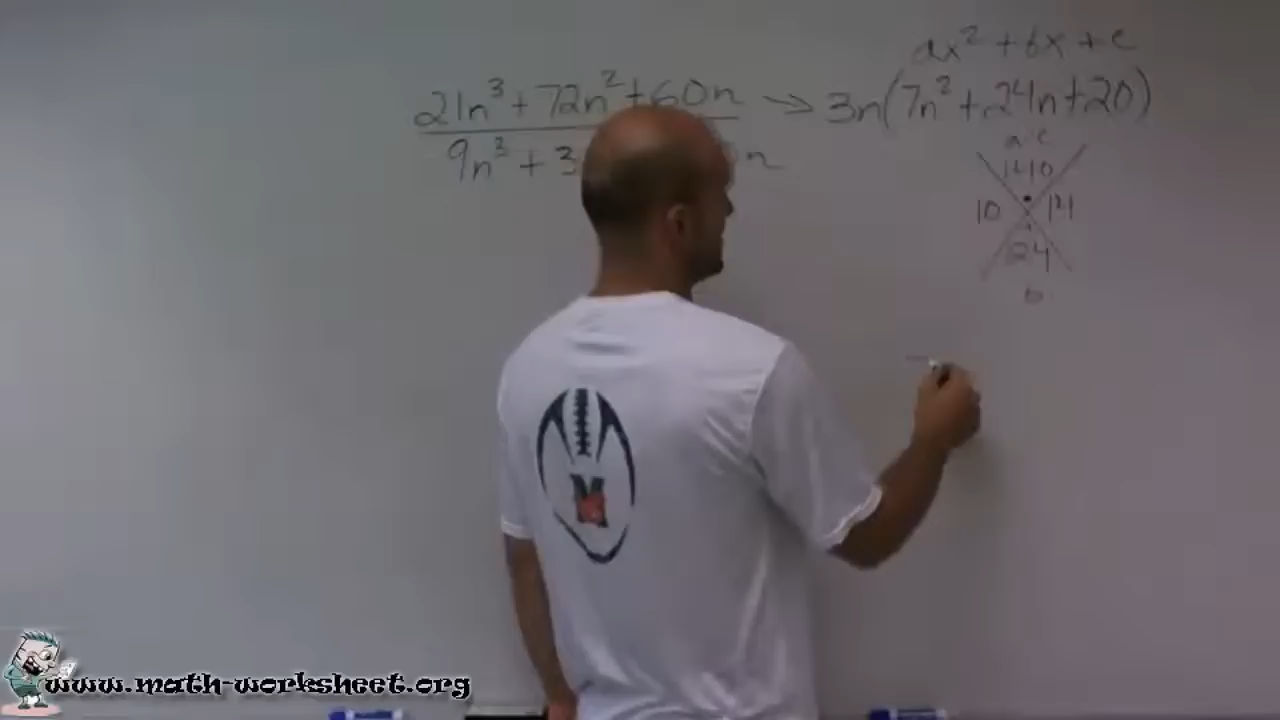 ax² + bx + c
21n³ + 72n² + 60n → 3n(7n² + 24n + 20)
9n³ + 3
n
a·c
140
10 14
24
b
M
www.math-worksheet.org